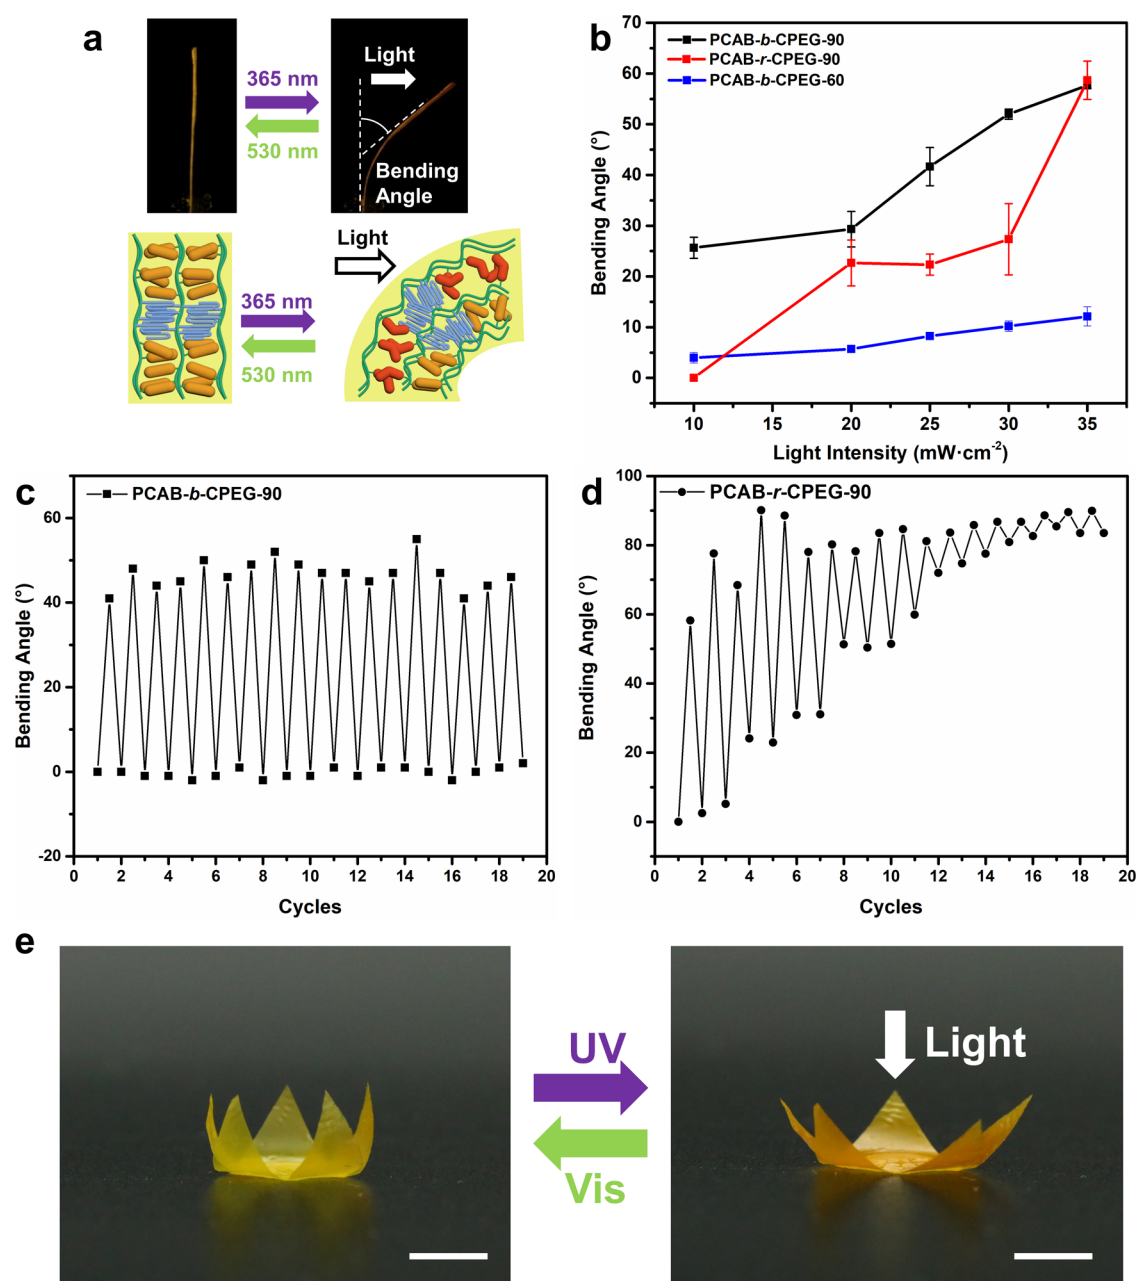 a
365 nm
530 nm
Light
Bending
Angle
365 nm
530 nm
Light
b
PCAB-b-CPEG-90
PCAB-r-CPEG-90
PCAB-b-CPEG-60
Bending Angle (°)
70
60
50
40
30
20
10
0
10 15 20 25 30 35
Light Intensity (mW·cm⁻²)
c
PCAB-b-CPEG-90
Bending Angle (°)
60
40
20
0
-20
0 2 4 6 8 10 12 14 16 18 20
Cycles
d
PCAB-r-CPEG-90
Bending Angle (°)
100
80
60
40
20
0
0 2 4 6 8 10 12 14 16 18 20
Cycles
e
UV
Vis
Light